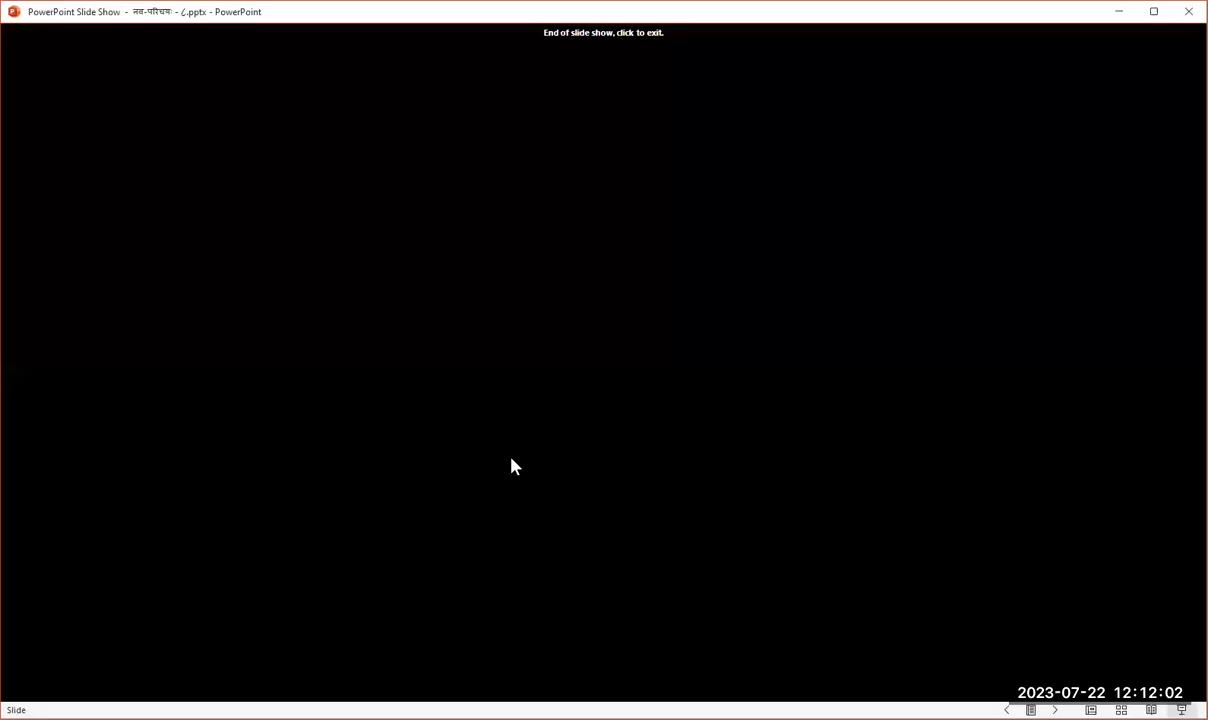 PowerPoint Slide Show - नव-परिचयः - ८.pptx - PowerPoint
End of slide show, click to exit.
2023-07-22 12:12:02
Slide